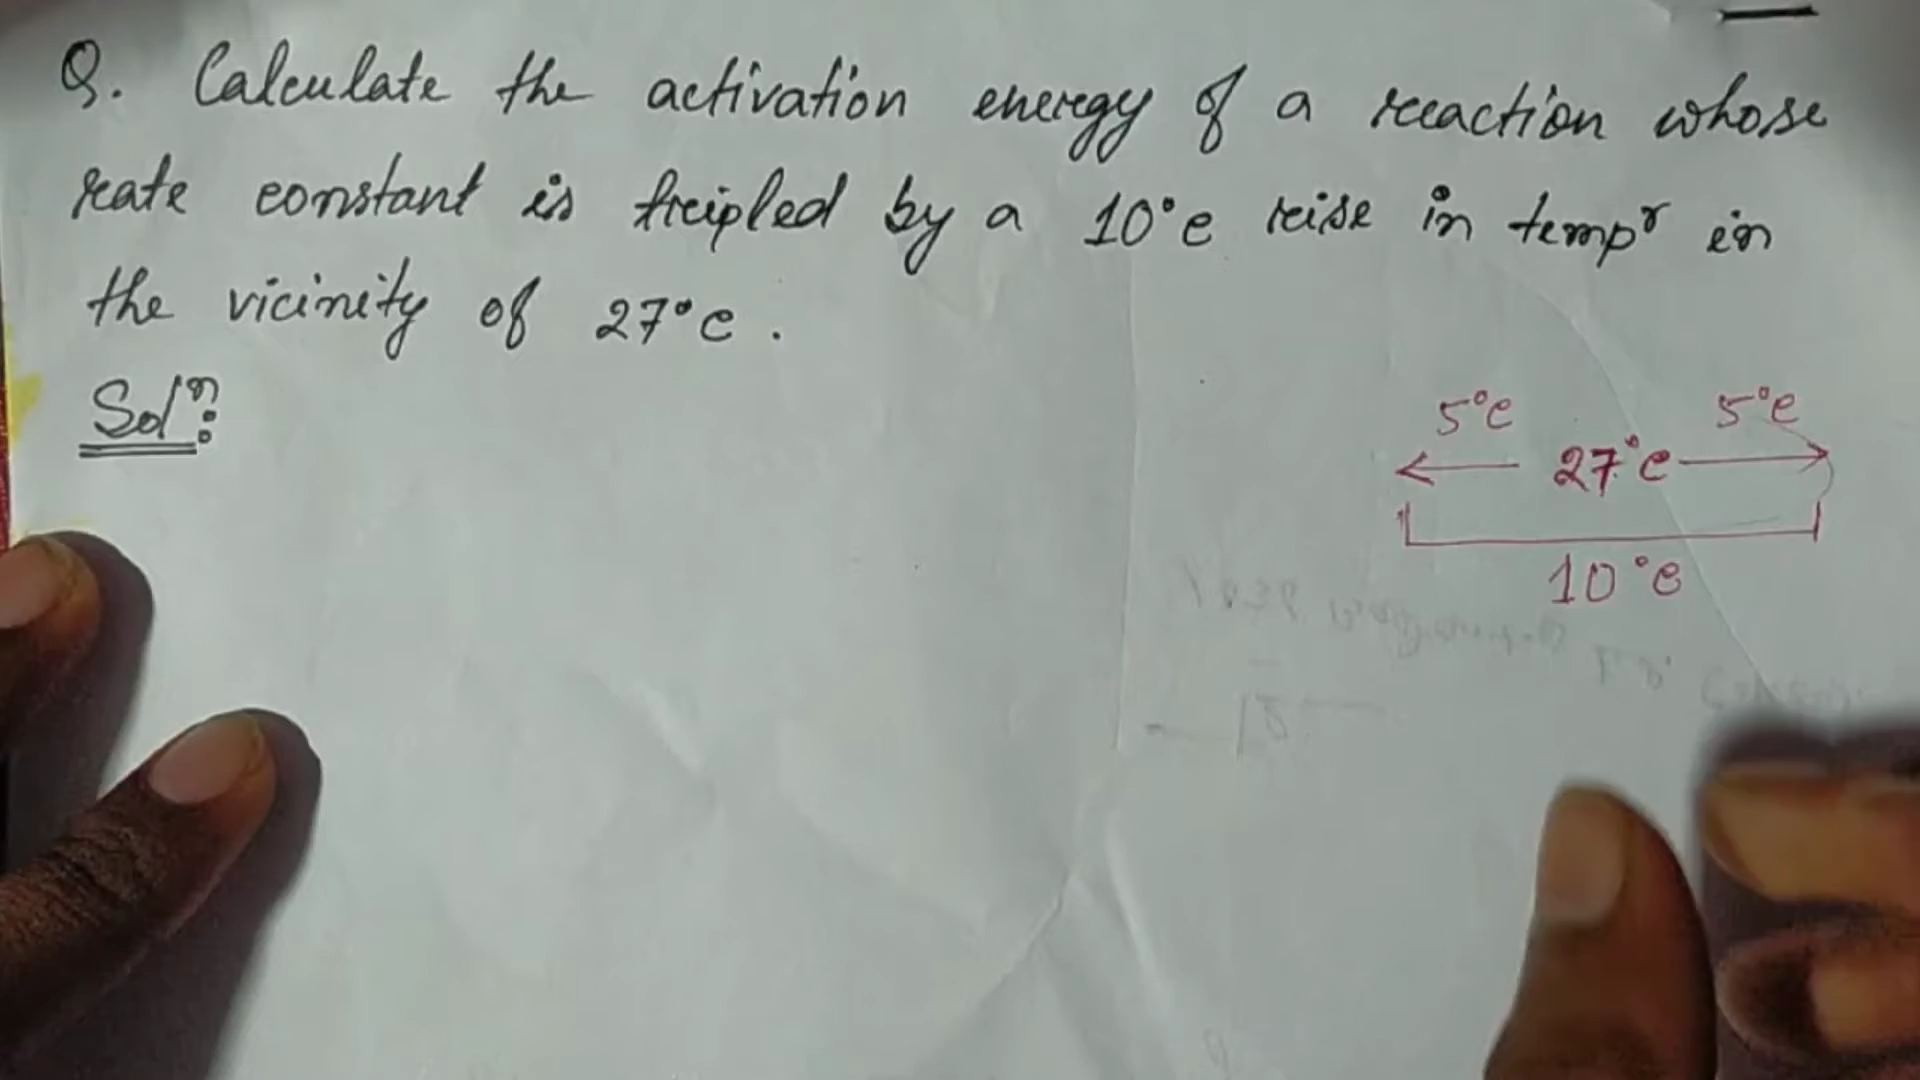 Q. Calculate the activation energy of a reaction whose
rate constant is tripled by a 10°c rise in tempʳ in
the vicinity of 27°c.
Solⁿ:
5°c 5°c
27°c
10°c